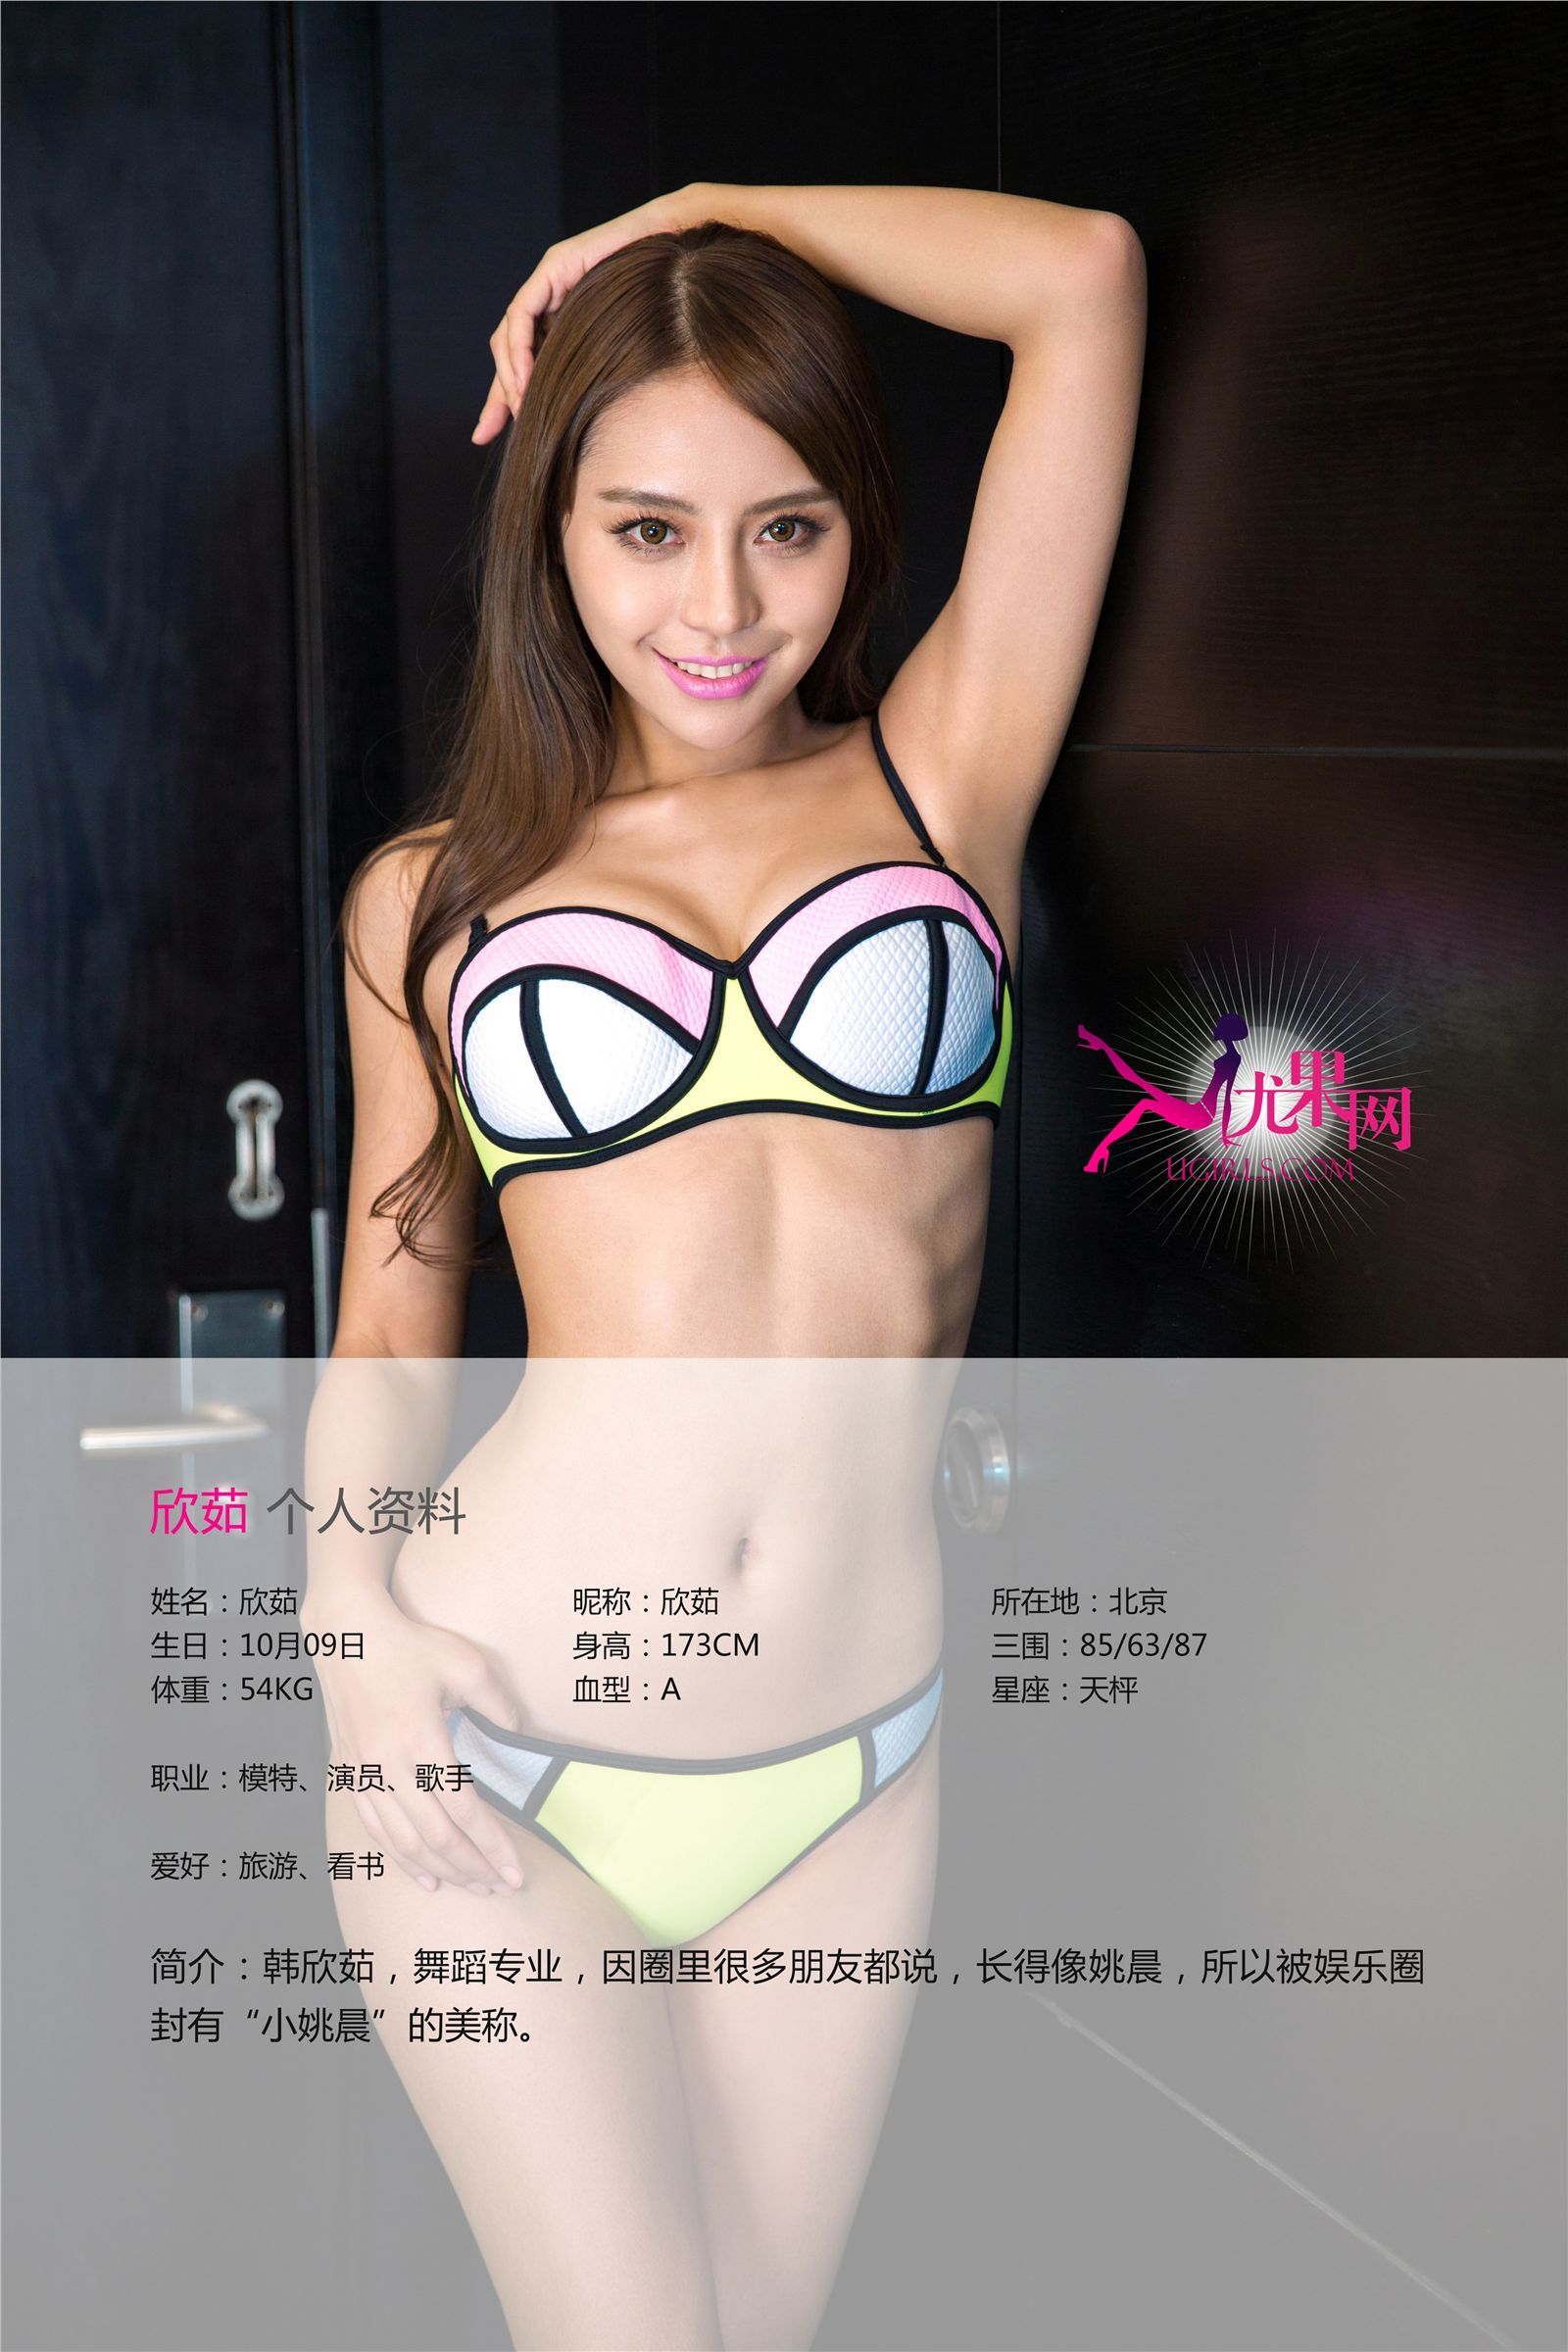 尤果网
UGIRLS.COM
欣茹 个人资料
姓名：欣茹 昵称：欣茹 所在地：北京
生日：10月09日 身高：173CM 三围：85/63/87
体重：54KG 血型：A 星座：天枰
职业：模特、演员、歌手
爱好：旅游、看书
简介：韩欣茹，舞蹈专业，因圈里很多朋友都说，长得像姚晨，所以被娱乐圈
封有“小姚晨”的美称。